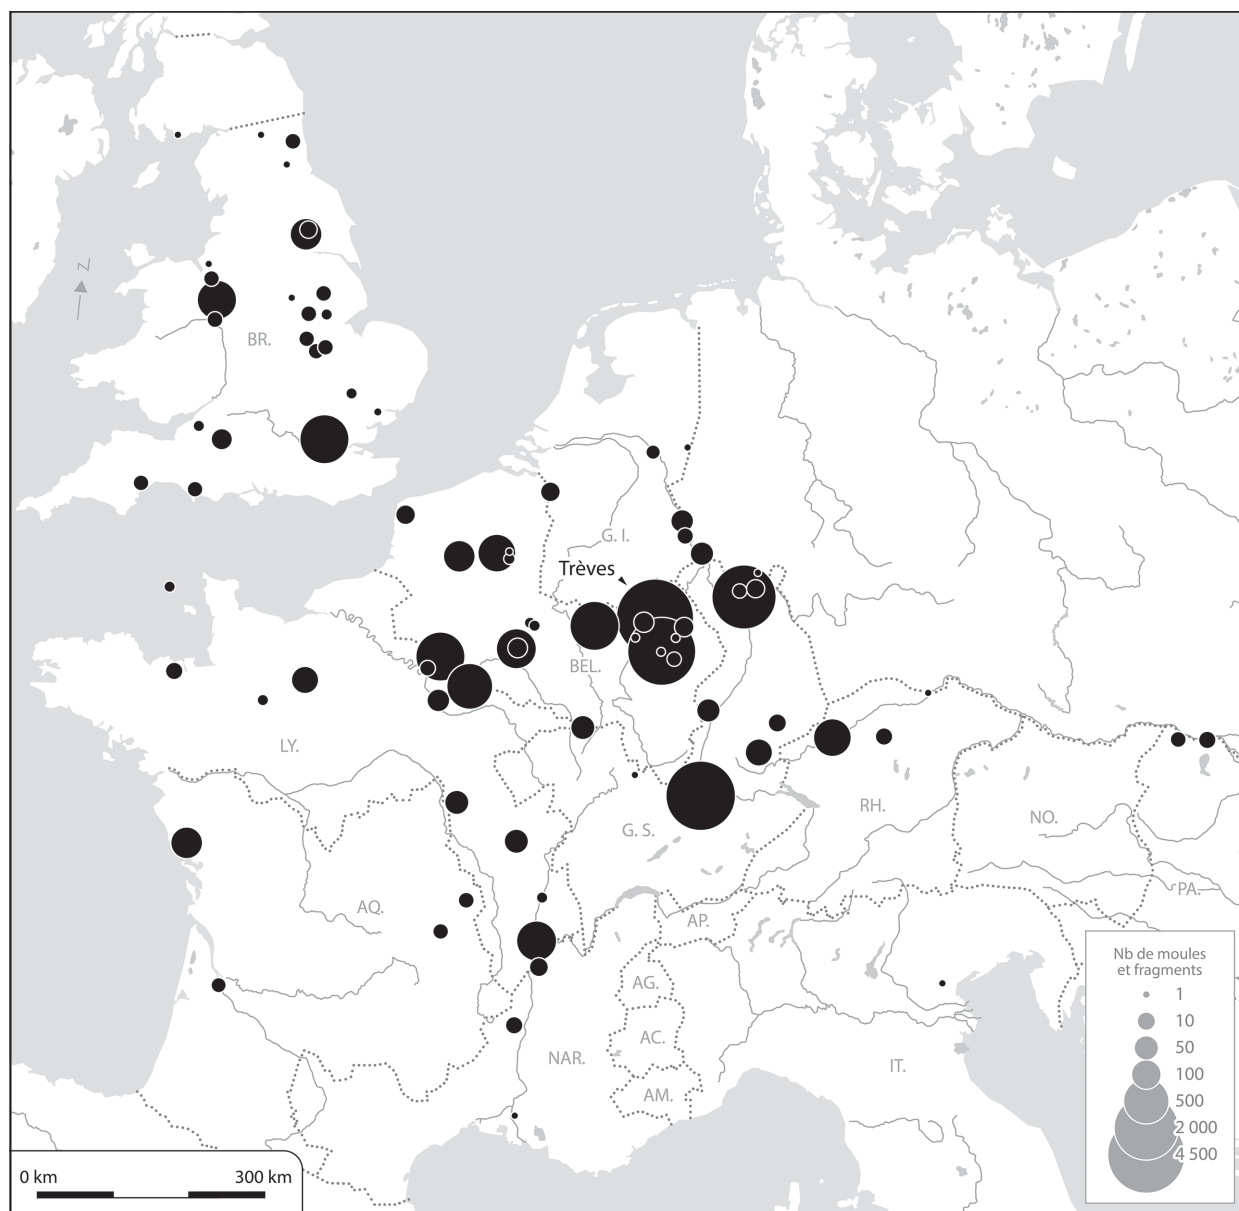 N
BR.
G. I.
Trèves
BEL.
LY.
RH.
NO.
G. S.
PA.
AQ.
AP.
AG.
AC.
NAR.
IT.
AM.
Nb de moules
et fragments
1
10
50
100
500
2 000
4 500
0 km 300 km